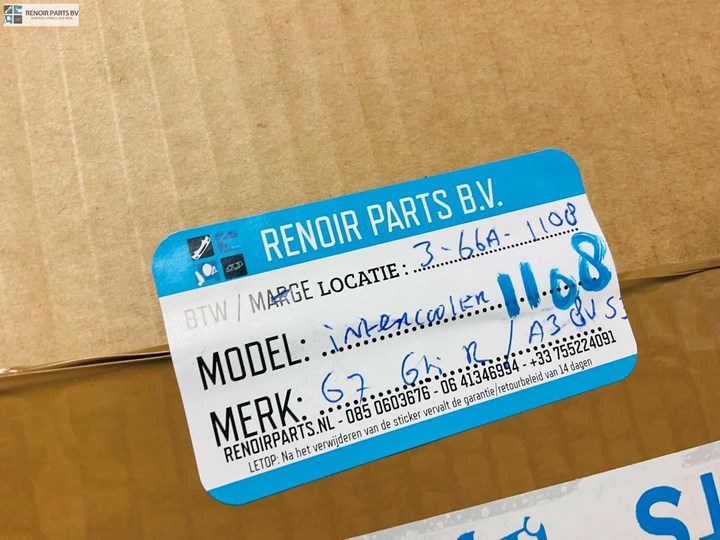 RENOIR PARTS BV
RENOIR PARTS B.V.
BTW / MARGE LOCATIE: 3-66A-1108
1108
MODEL: intercooler
MERK: G7 Gti R / A3 8V S3
RENOIRPARTS.NL - 085 0603676 - 06 41346994 - +33 755224091
LETOP: Na het verwijderen van de sticker vervalt de garantie/retourbeleid van 14 dagen